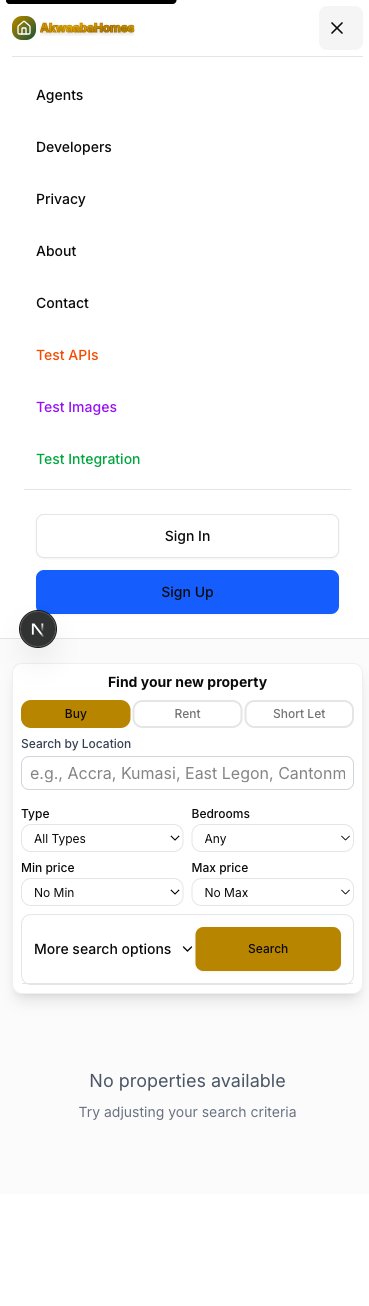 AkwaabaHomes
Agents
Developers
Privacy
About
Contact
Test APIs
Test Images
Test Integration
Sign In
Sign Up
N
Find your new property
Buy Rent Short Let
Search by Location
e.g., Accra, Kumasi, East Legon, Cantonm
Type Bedrooms
All Types Any
Min price Max price
No Min No Max
More search options Search
No properties available
Try adjusting your search criteria